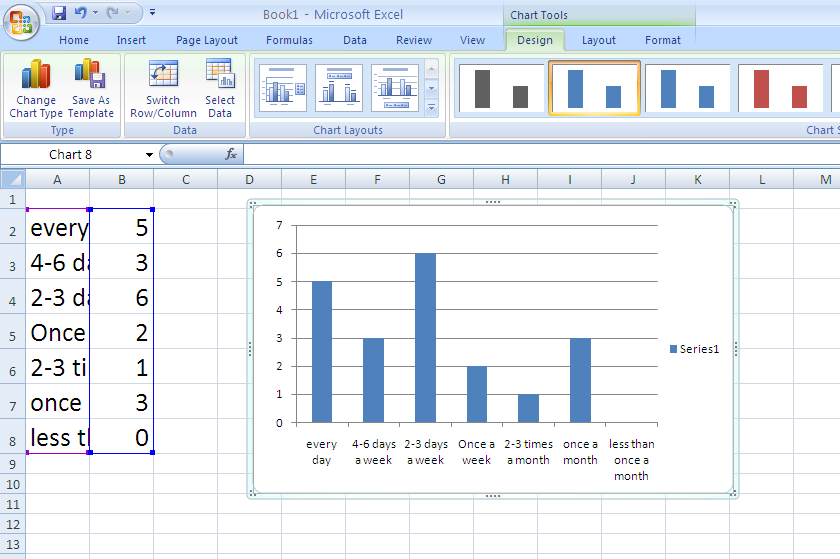 Book1 - Microsoft Excel
Chart Tools
Home Insert Page Layout Formulas Data Review View Design Layout Format
Change Chart Type
Save As Template
Switch Row/Column
Select Data
Type
Data
Chart Layouts
Chart S
Chart 8
fx
A B C D E F G H I J K L M
1
2 every 5
3 4-6 da 3
4 2-3 da 6
5 Once 2
6 2-3 ti 1
7 once 3
8 less th 0
9
10
11
12
13
7
6
5
4
3
2
1
0
every day
4-6 days a week
2-3 days a week
Once a week
2-3 times a month
once a month
less than once a month
Series1